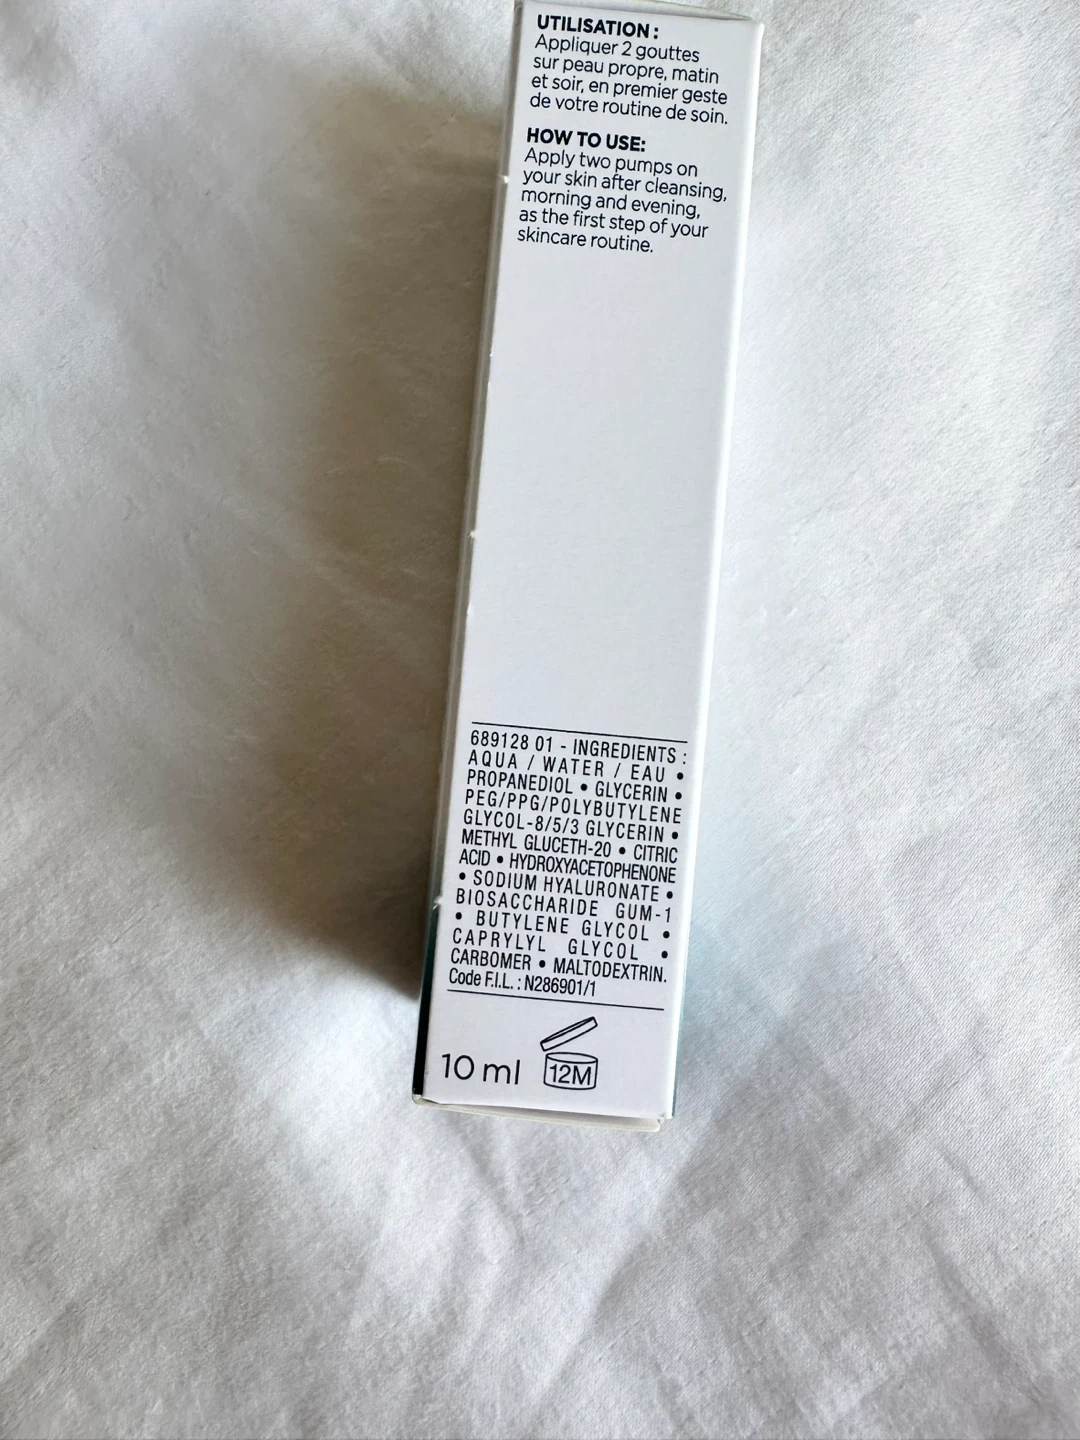 UTILISATION :
Appliquer 2 gouttes
sur peau propre, matin
et soir, en premier geste
de votre routine de soin.
HOW TO USE:
Apply two pumps on
your skin after cleansing,
morning and evening,
as the first step of your
skincare routine.
689128 01 - INGREDIENTS :
AQUA / WATER / EAU •
PROPANEDIOL • GLYCERIN •
PEG/PPG/POLYBUTYLENE
GLYCOL-8/5/3 GLYCERIN •
METHYL GLUCETH-20 • CITRIC
ACID • HYDROXYACETOPHENONE
• SODIUM HYALURONATE •
BIOSACCHARIDE GUM-1
• BUTYLENE GLYCOL •
CAPRYLYL GLYCOL •
CARBOMER • MALTODEXTRIN.
Code F.I.L. : N286901/1
10 ml 12M